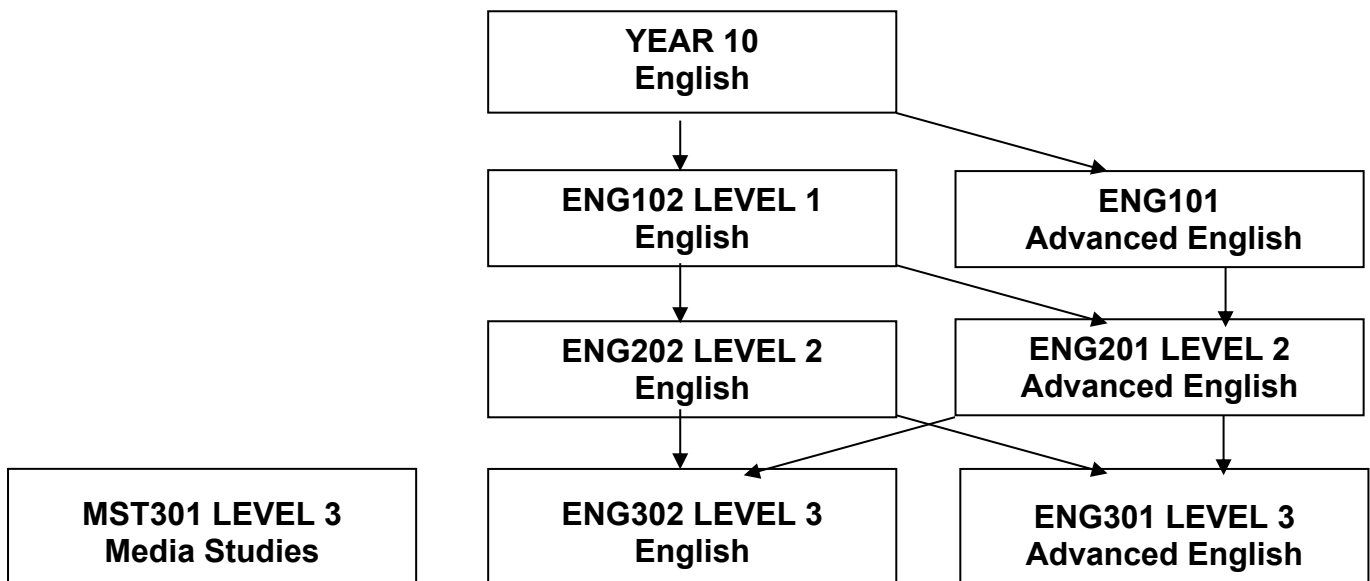 YEAR 10
English
ENG102 LEVEL 1
English
ENG101
Advanced English
ENG202 LEVEL 2
English
ENG201 LEVEL 2
Advanced English
MST301 LEVEL 3
Media Studies
ENG302 LEVEL 3
English
ENG301 LEVEL 3
Advanced English